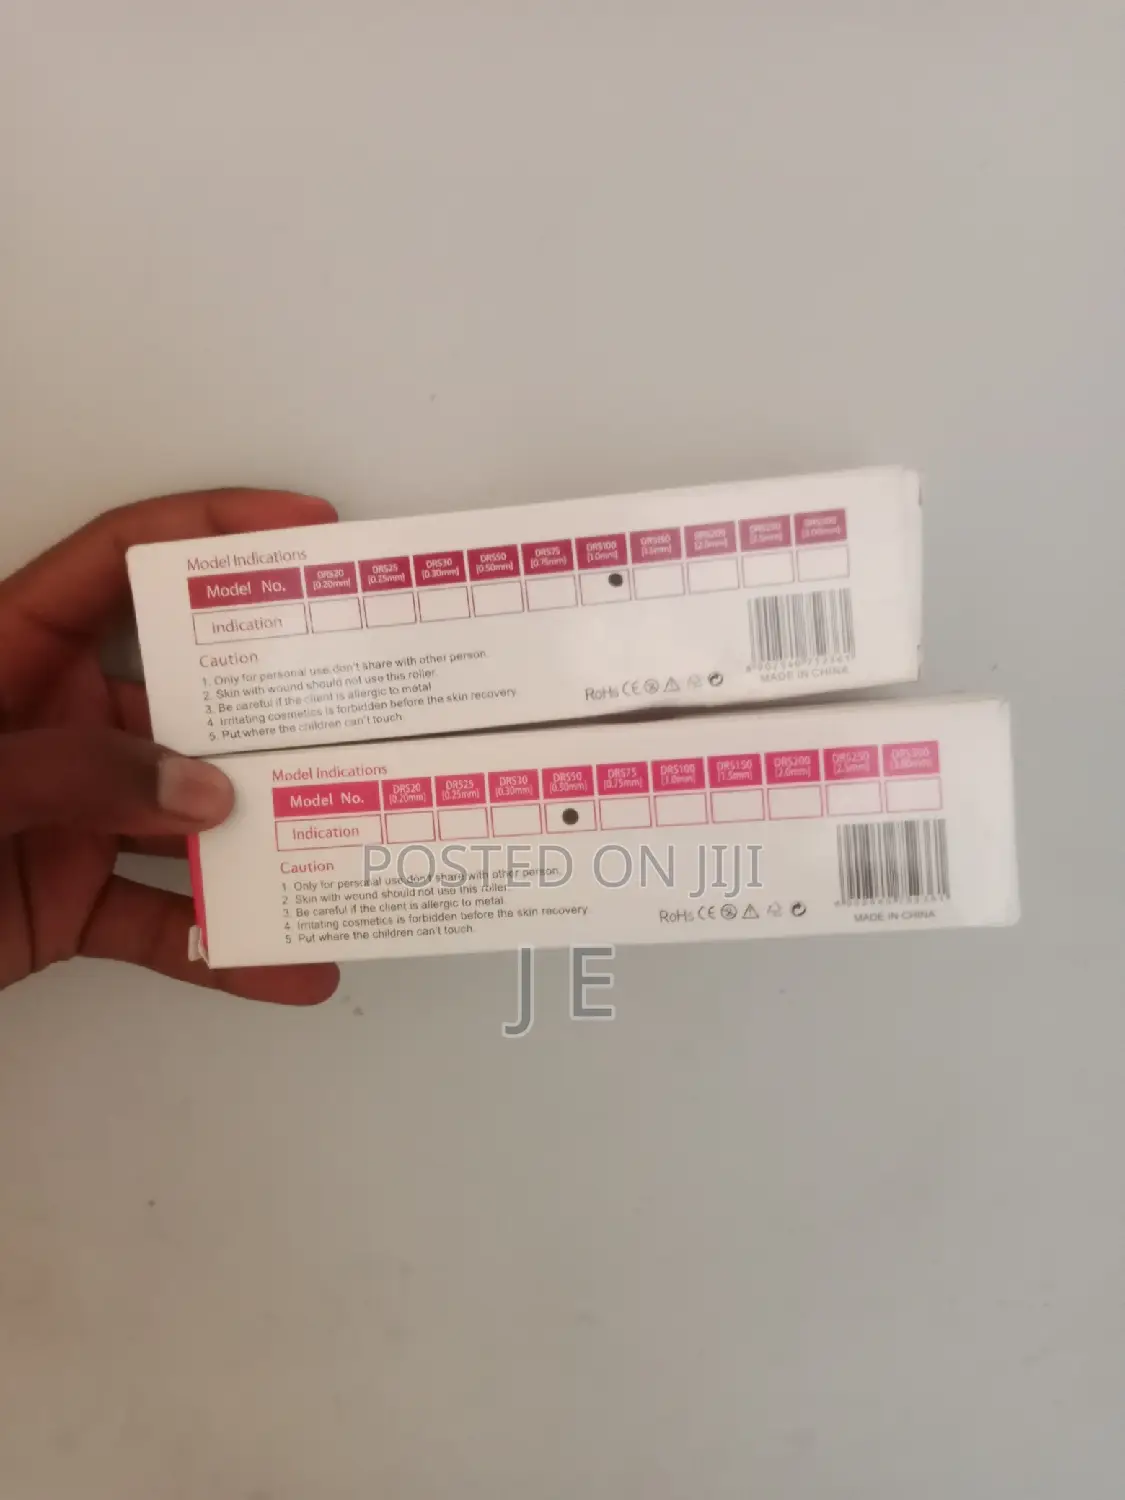 Model Indications
Model No. DRS20 [0.20mm] DRS25 [0.25mm] DRS30 [0.30mm] DRS50 [0.50mm] DRS75 [0.75mm] DRS100 [1.0mm] DRS150 [1.5mm] DRS200 [2.0mm]
Indication
Caution
1. Only for personal use, don't share with other person.
2. Skin with wound should not use this roller.
3. Be careful if the client is allergic to metal
4. Irritating cosmetics is forbidden before the skin recovery.
5. Put where the children can't touch.
RoHS CE
MADE IN CHINA
Model Indications
Model No. DRS20 [0.20mm] DRS25 [0.25mm] DRS30 [0.30mm] DRS50 [0.50mm] DRS75 [0.75mm] DRS100 [1.0mm] DRS150 [1.5mm] DRS200 [2.0mm] DRS250 [2.5mm]
Indication
Caution
1. Only for personal use, don't share with other person.
2. Skin with wound should not use this roller.
3. Be careful if the client is allergic to metal.
4. Irritating cosmetics is forbidden before the skin recovery.
5. Put where the children can't touch.
RoHS CE
MADE IN CHINA
POSTED ON JIJI
J E